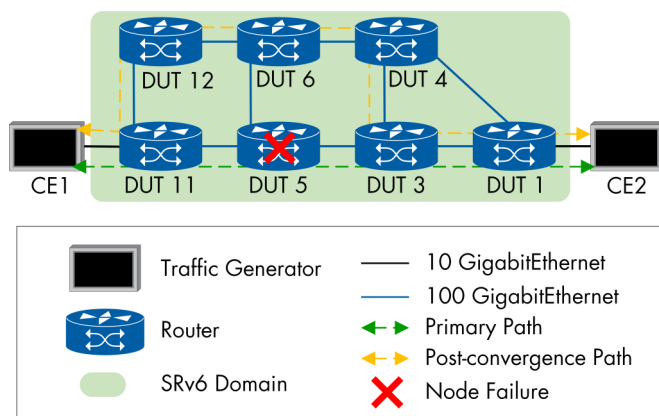 DUT 12
DUT 6
DUT 4
CE1
DUT 11
DUT 5
DUT 3
DUT 1
CE2
Traffic Generator
Router
SRv6 Domain
10 GigabitEthernet
100 GigabitEthernet
Primary Path
Post-convergence Path
Node Failure